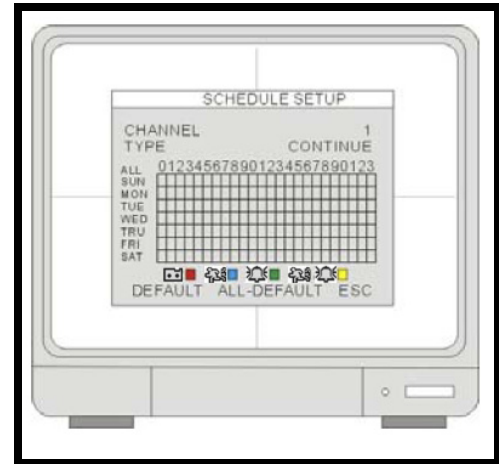 SCHEDULE SETUP
CHANNEL 1
TYPE CONTINUE
ALL 012345678901234567890123
SUN
MON
TUE
WED
TRU
FRI
SAT
DEFAULT ALL-DEFAULT ESC